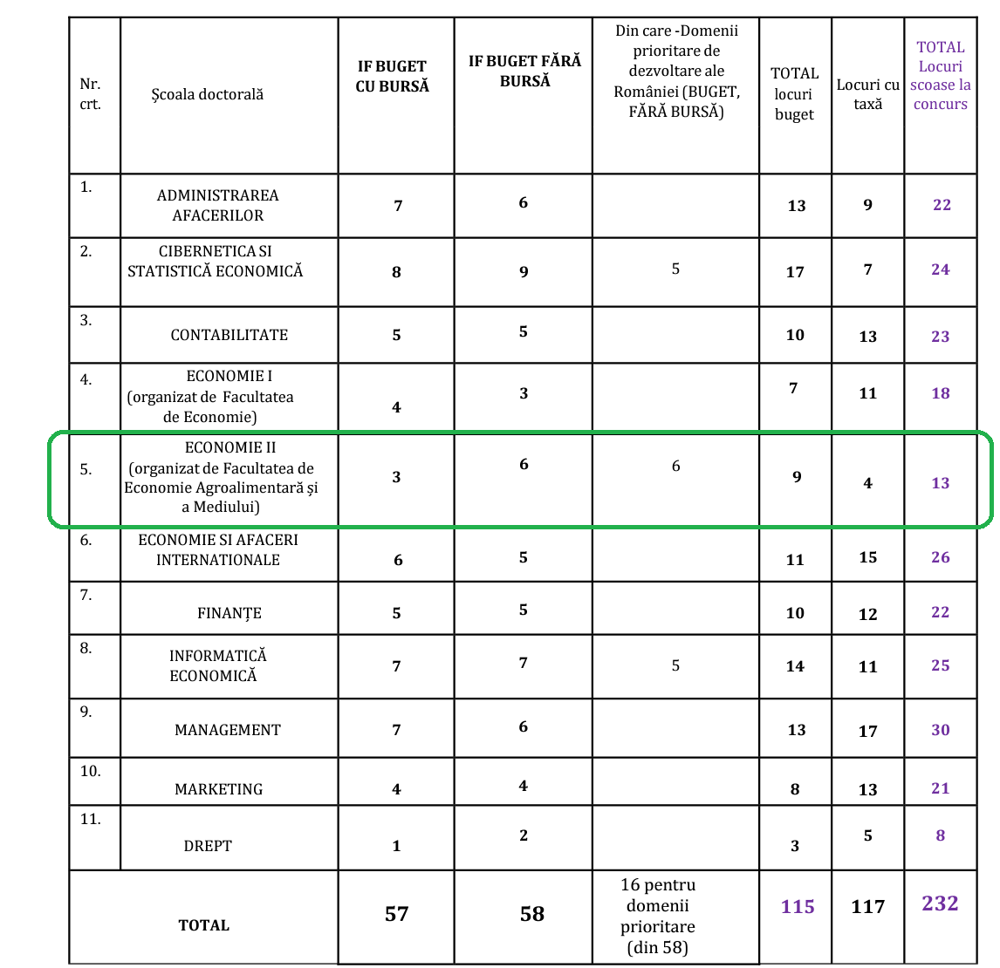 Nr.
crt.
Școala doctorală
IF BUGET
CU BURSĂ
IF BUGET FĂRĂ
BURSĂ
Din care -Domenii
prioritare de
dezvoltare ale
României (BUGET,
FĂRĂ BURSĂ)
TOTAL
locuri
buget
Locuri cu
taxă
TOTAL
Locuri
scoase la
concurs
1.
ADMINISTRAREA
AFACERILOR
7
6
13
9
22
2.
CIBERNETICA SI
STATISTICĂ ECONOMICĂ
8
9
5
17
7
24
3.
CONTABILITATE
5
5
10
13
23
4.
ECONOMIE I
(organizat de Facultatea
de Economie)
4
3
7
11
18
5.
ECONOMIE II
(organizat de Facultatea de
Economie Agroalimentară și
a Mediului)
3
6
6
9
4
13
6.
ECONOMIE SI AFACERI
INTERNATIONALE
6
5
11
15
26
7.
FINANȚE
5
5
10
12
22
8.
INFORMATICĂ
ECONOMICĂ
7
7
5
14
11
25
9.
MANAGEMENT
7
6
13
17
30
10.
MARKETING
4
4
8
13
21
11.
DREPT
1
2
3
5
8
TOTAL
57
58
16 pentru
domenii
prioritare
(din 58)
115
117
232